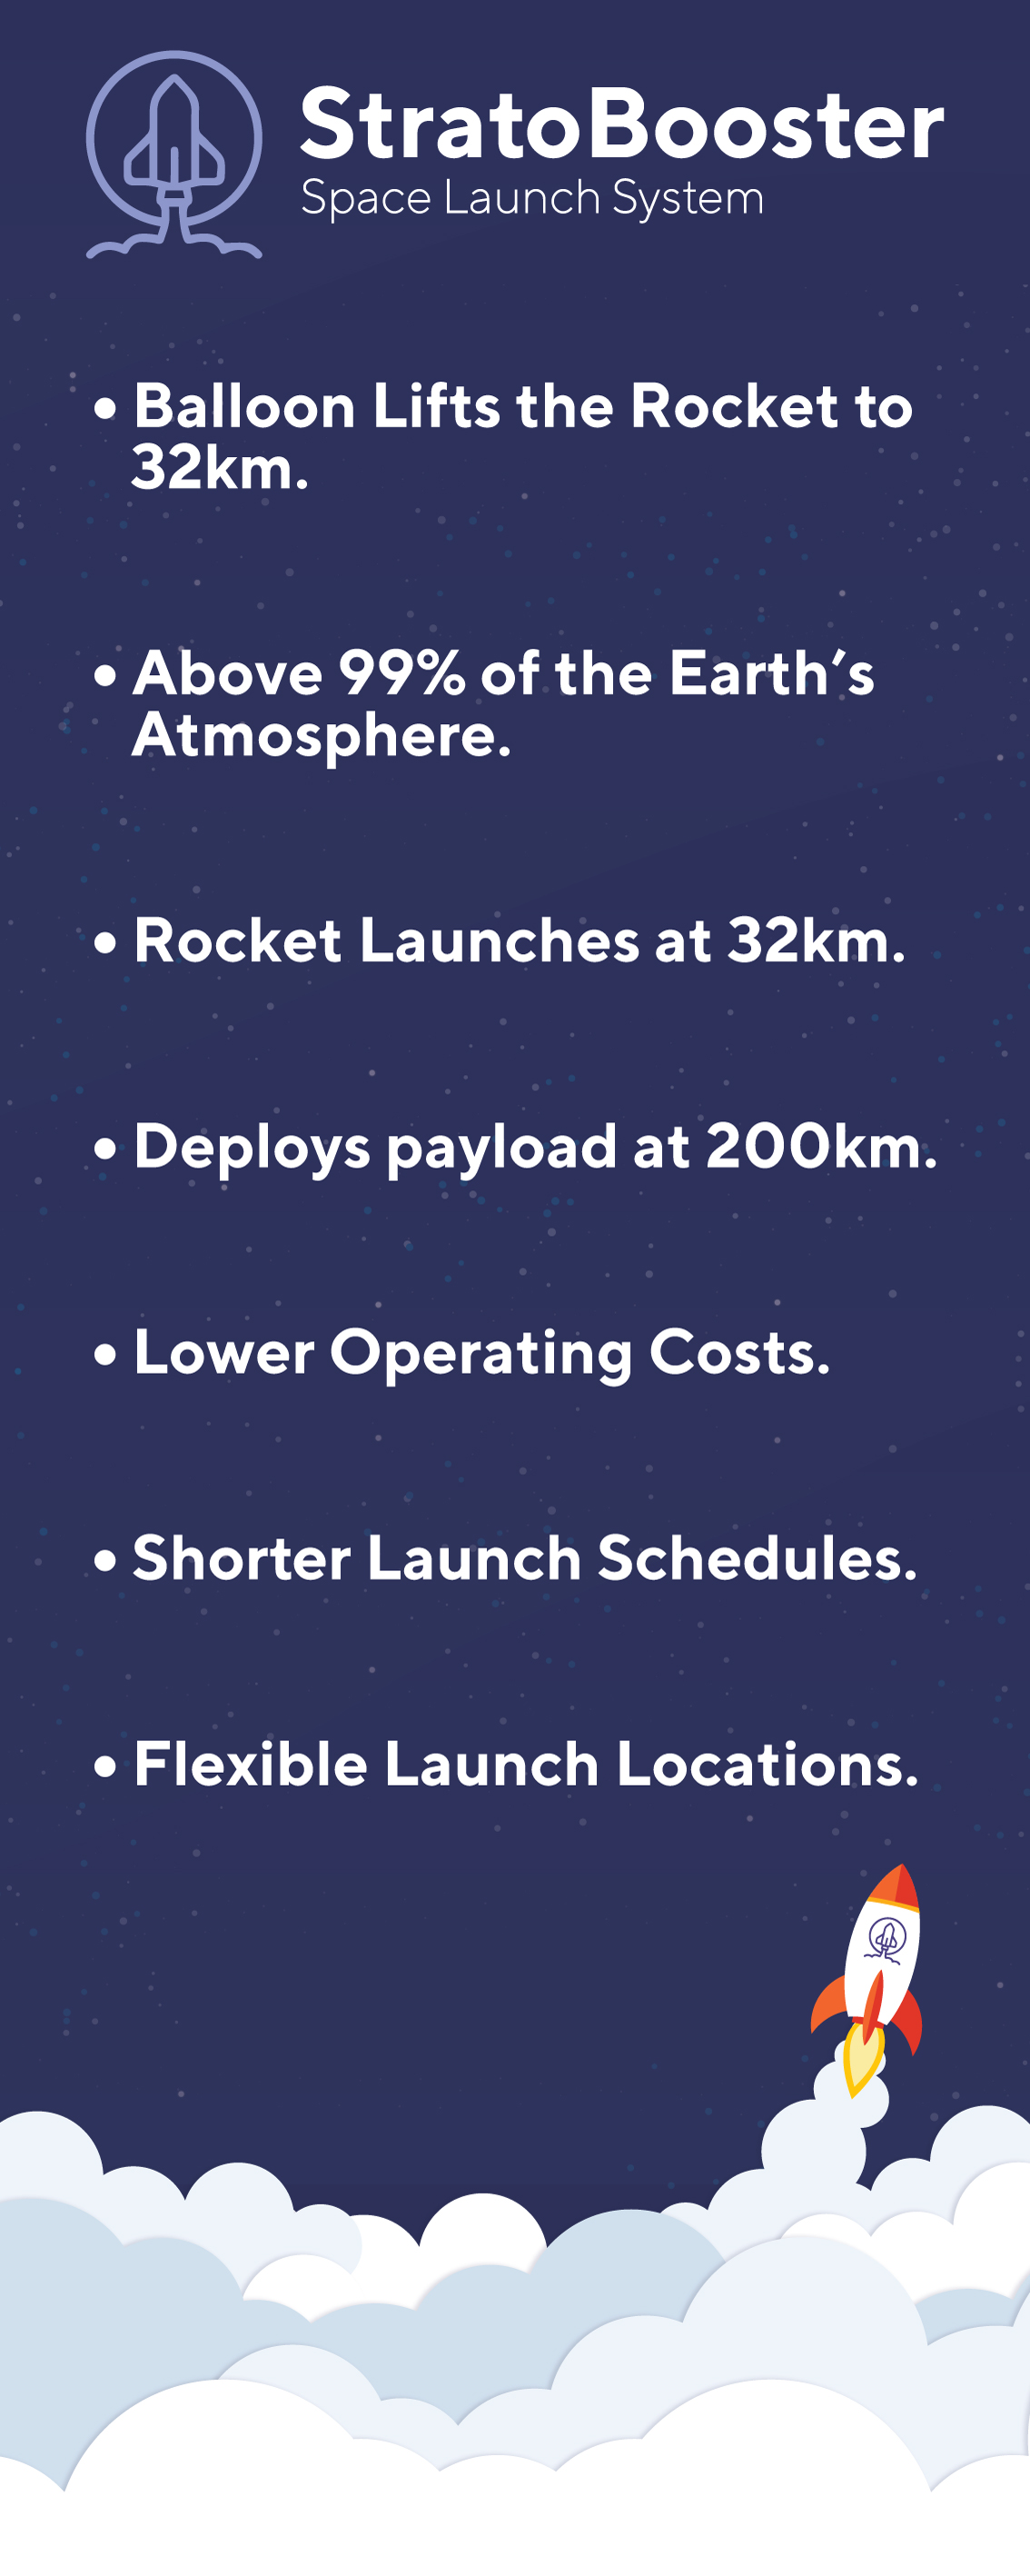 StratoBooster
Space Launch System
• Balloon Lifts the Rocket to
32km.
• Above 99% of the Earth’s
Atmosphere.
• Rocket Launches at 32km.
• Deploys payload at 200km.
• Lower Operating Costs.
• Shorter Launch Schedules.
• Flexible Launch Locations.